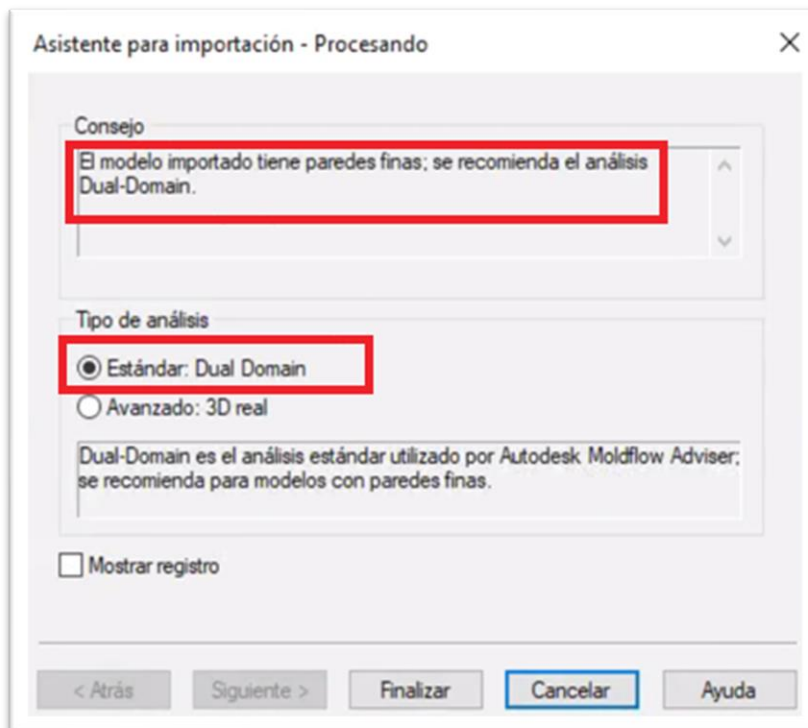 Asistente para importación - Procesando
Consejo
El modelo importado tiene paredes finas; se recomienda el análisis
Dual-Domain.
Tipo de análisis
Estándar: Dual Domain
Avanzado: 3D real
Dual-Domain es el análisis estándar utilizado por Autodesk Moldflow Adviser;
se recomienda para modelos con paredes finas.
Mostrar registro
< Atrás Siguiente > Finalizar Cancelar Ayuda